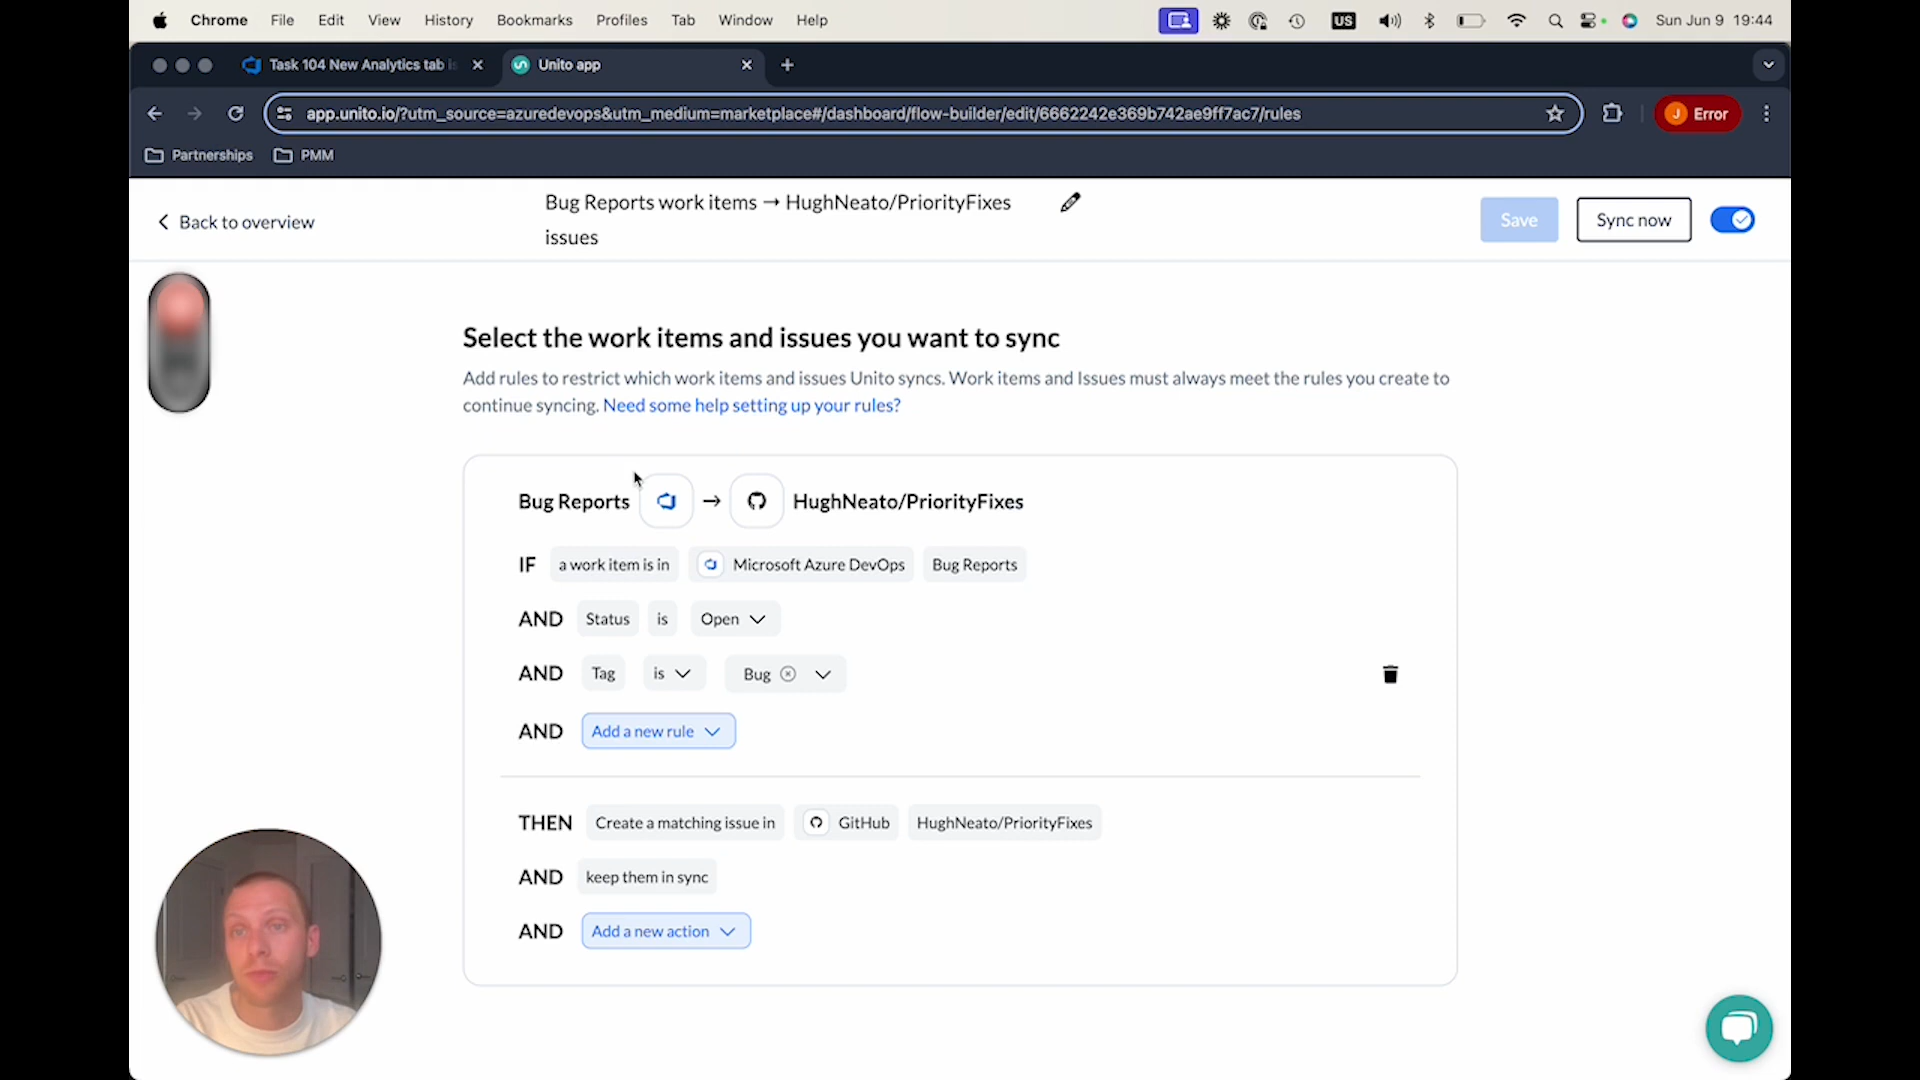 Chrome File Edit View History Bookmarks Profiles Tab Window Help US Sun Jun 9 19:44
Task 104 New Analytics tab Unito app
app.unito.io/?utm_source=azuredevops&utm_medium=marketplace#/dashboard/flow-builder/edit/6662242e369b742ae9ff7ac7/rules J Error
Partnerships PMM
Back to overview
Bug Reports work items → HughNeato/PriorityFixes
issues
Save Sync now
Select the work items and issues you want to sync
Add rules to restrict which work items and issues Unito syncs. Work items and Issues must always meet the rules you create to
continue syncing. Need some help setting up your rules?
Bug Reports → HughNeato/PriorityFixes
IF a work item is in Microsoft Azure DevOps Bug Reports
AND Status is Open
AND Tag is Bug
AND Add a new rule
THEN Create a matching issue in GitHub HughNeato/PriorityFixes
AND keep them in sync
AND Add a new action